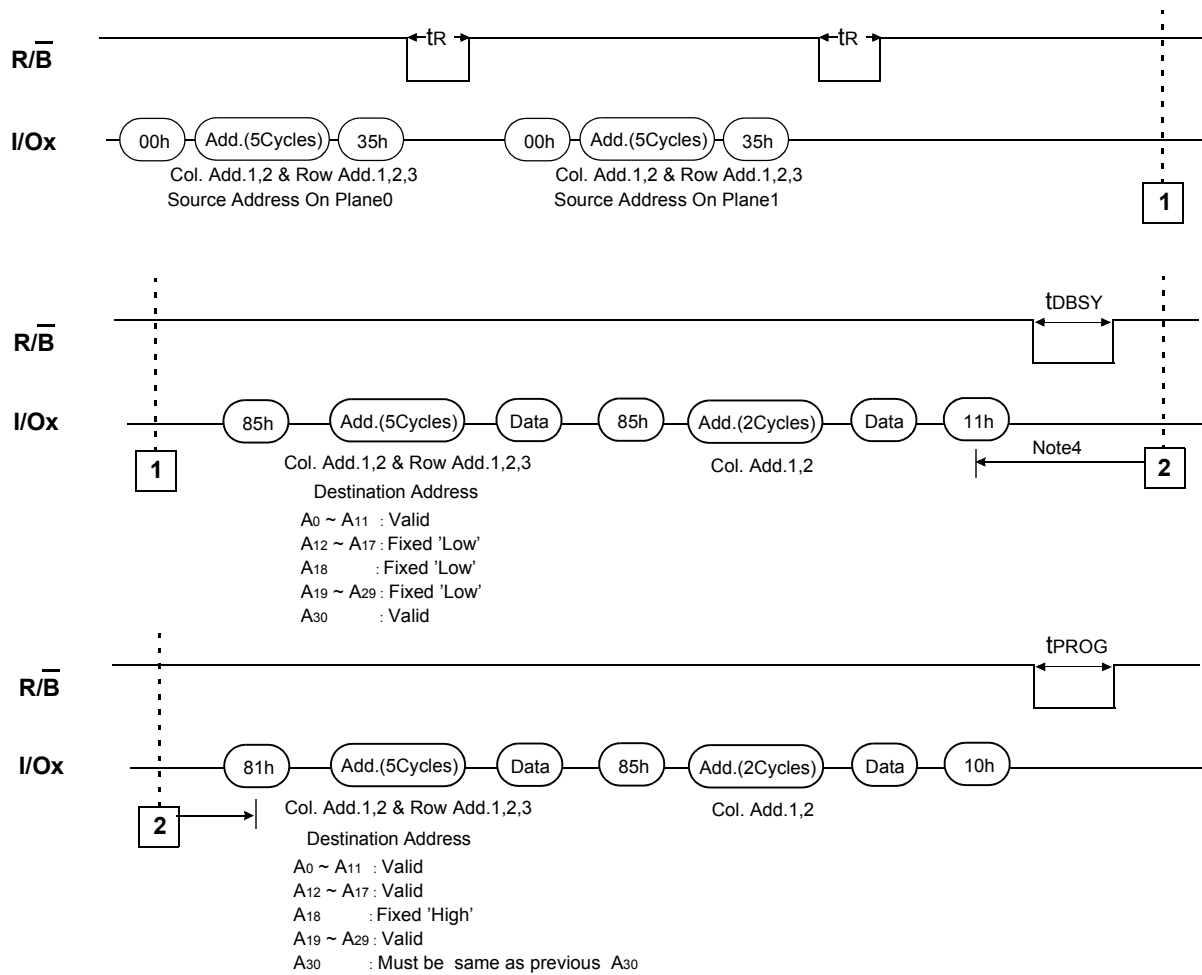 R/B tR tR
I/Ox 00h Add.(5Cycles) 35h 00h Add.(5Cycles) 35h
Col. Add.1,2 & Row Add.1,2,3 Col. Add.1,2 & Row Add.1,2,3
Source Address On Plane0 Source Address On Plane1
1
R/B tDBSY
I/Ox 85h Add.(5Cycles) Data 85h Add.(2Cycles) Data 11h
1 Col. Add.1,2 & Row Add.1,2,3 Col. Add.1,2 Note4 2
Destination Address
A0 ~ A11 : Valid
A12 ~ A17 : Fixed 'Low'
A18 : Fixed 'Low'
A19 ~ A29 : Fixed 'Low'
A30 : Valid
R/B tPROG
I/Ox 81h Add.(5Cycles) Data 85h Add.(2Cycles) Data 10h
2 Col. Add.1,2 & Row Add.1,2,3 Col. Add.1,2
Destination Address
A0 ~ A11 : Valid
A12 ~ A17 : Valid
A18 : Fixed 'High'
A19 ~ A29 : Valid
A30 : Must be same as previous A30